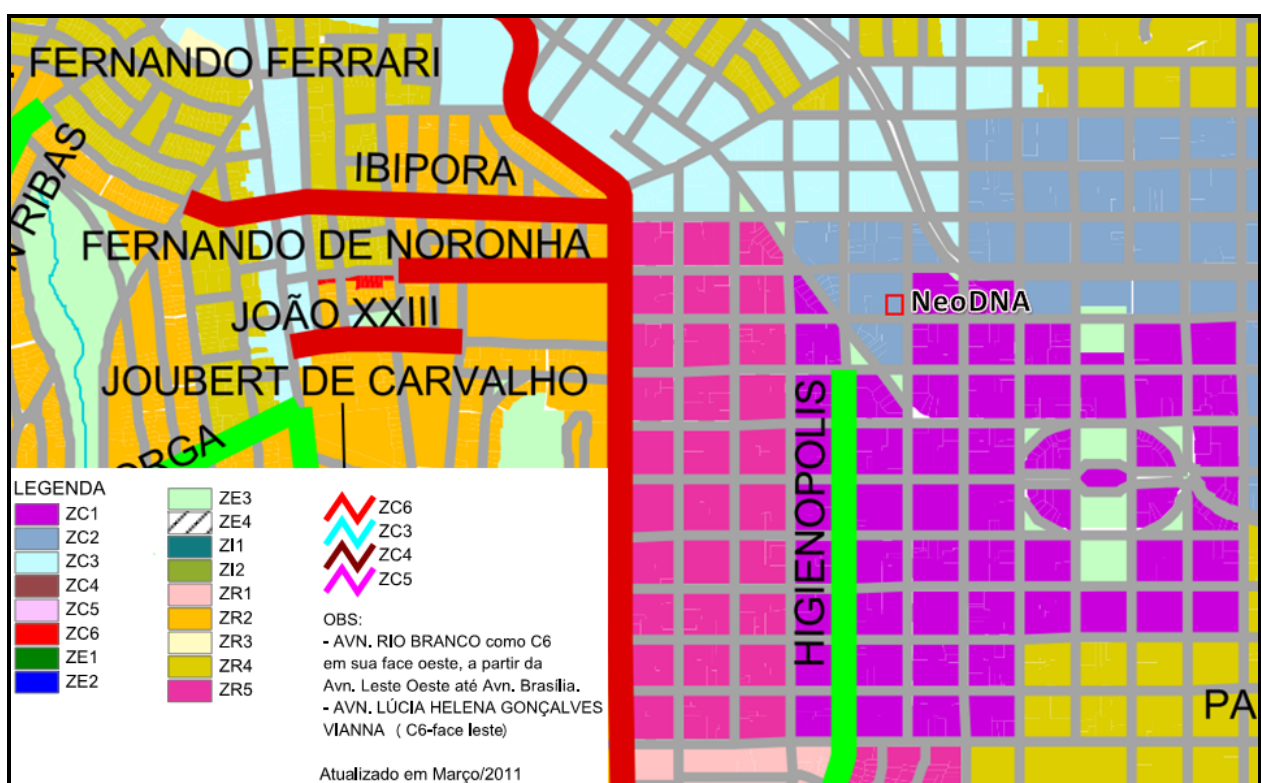 FERNANDO FERRARI
N RIBAS
IBIPORA
FERNANDO DE NORONHA
NeoDNA
JOÃO XXIII
JOUBERT DE CARVALHO
HIGIENOPOLIS
ORGA
PA
LEGENDA
ZC1
ZC2
ZC3
ZC4
ZC5
ZC6
ZE1
ZE2
ZE3
ZE4
ZI1
ZI2
ZR1
ZR2
ZR3
ZR4
ZR5
ZC6
ZC3
ZC4
ZC5
OBS:
- AVN. RIO BRANCO como C6
em sua face oeste, a partir da
Avn. Leste Oeste até Avn. Brasília.
- AVN. LÚCIA HELENA GONÇALVES
VIANNA ( C6-face leste)
Atualizado em Março/2011